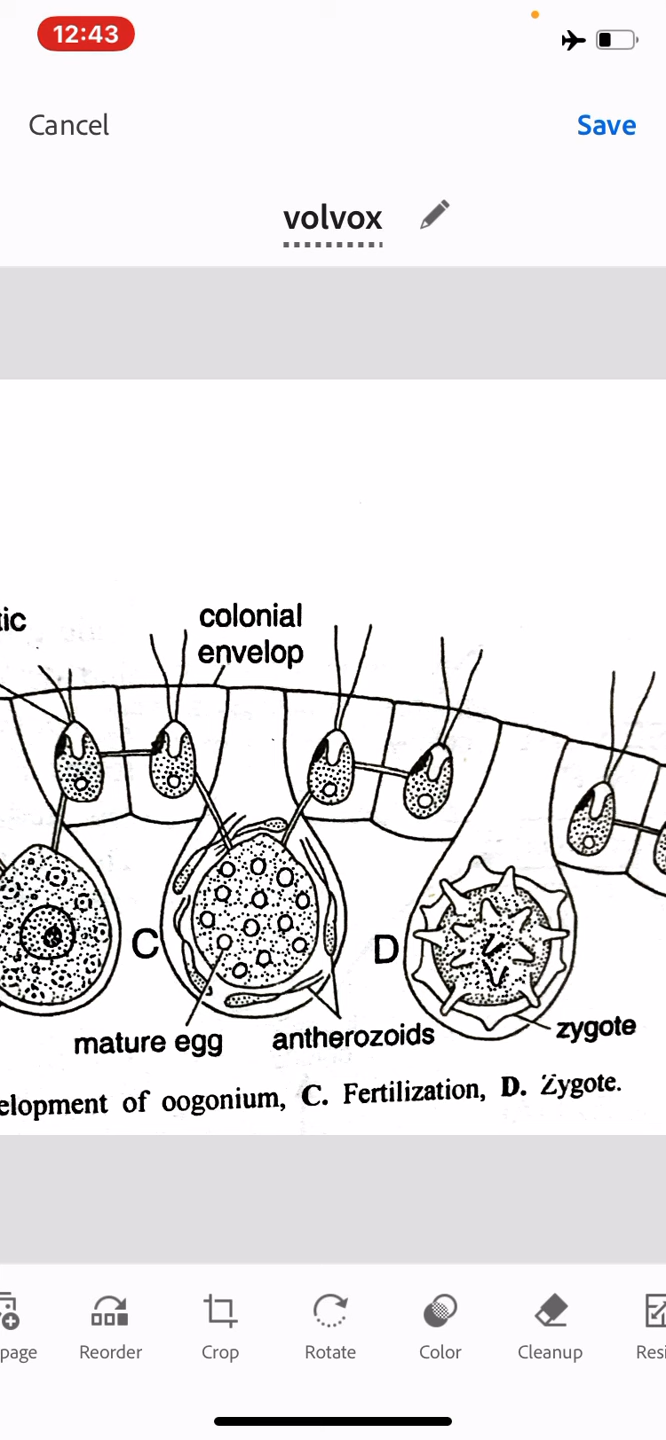 12:43
Cancel
Save
volvox
tic
colonial
envelop
C
D
mature egg
antherozoids
zygote
elopment of oogonium, C. Fertilization, D. Zygote.
page
Reorder
Crop
Rotate
Color
Cleanup
Resi